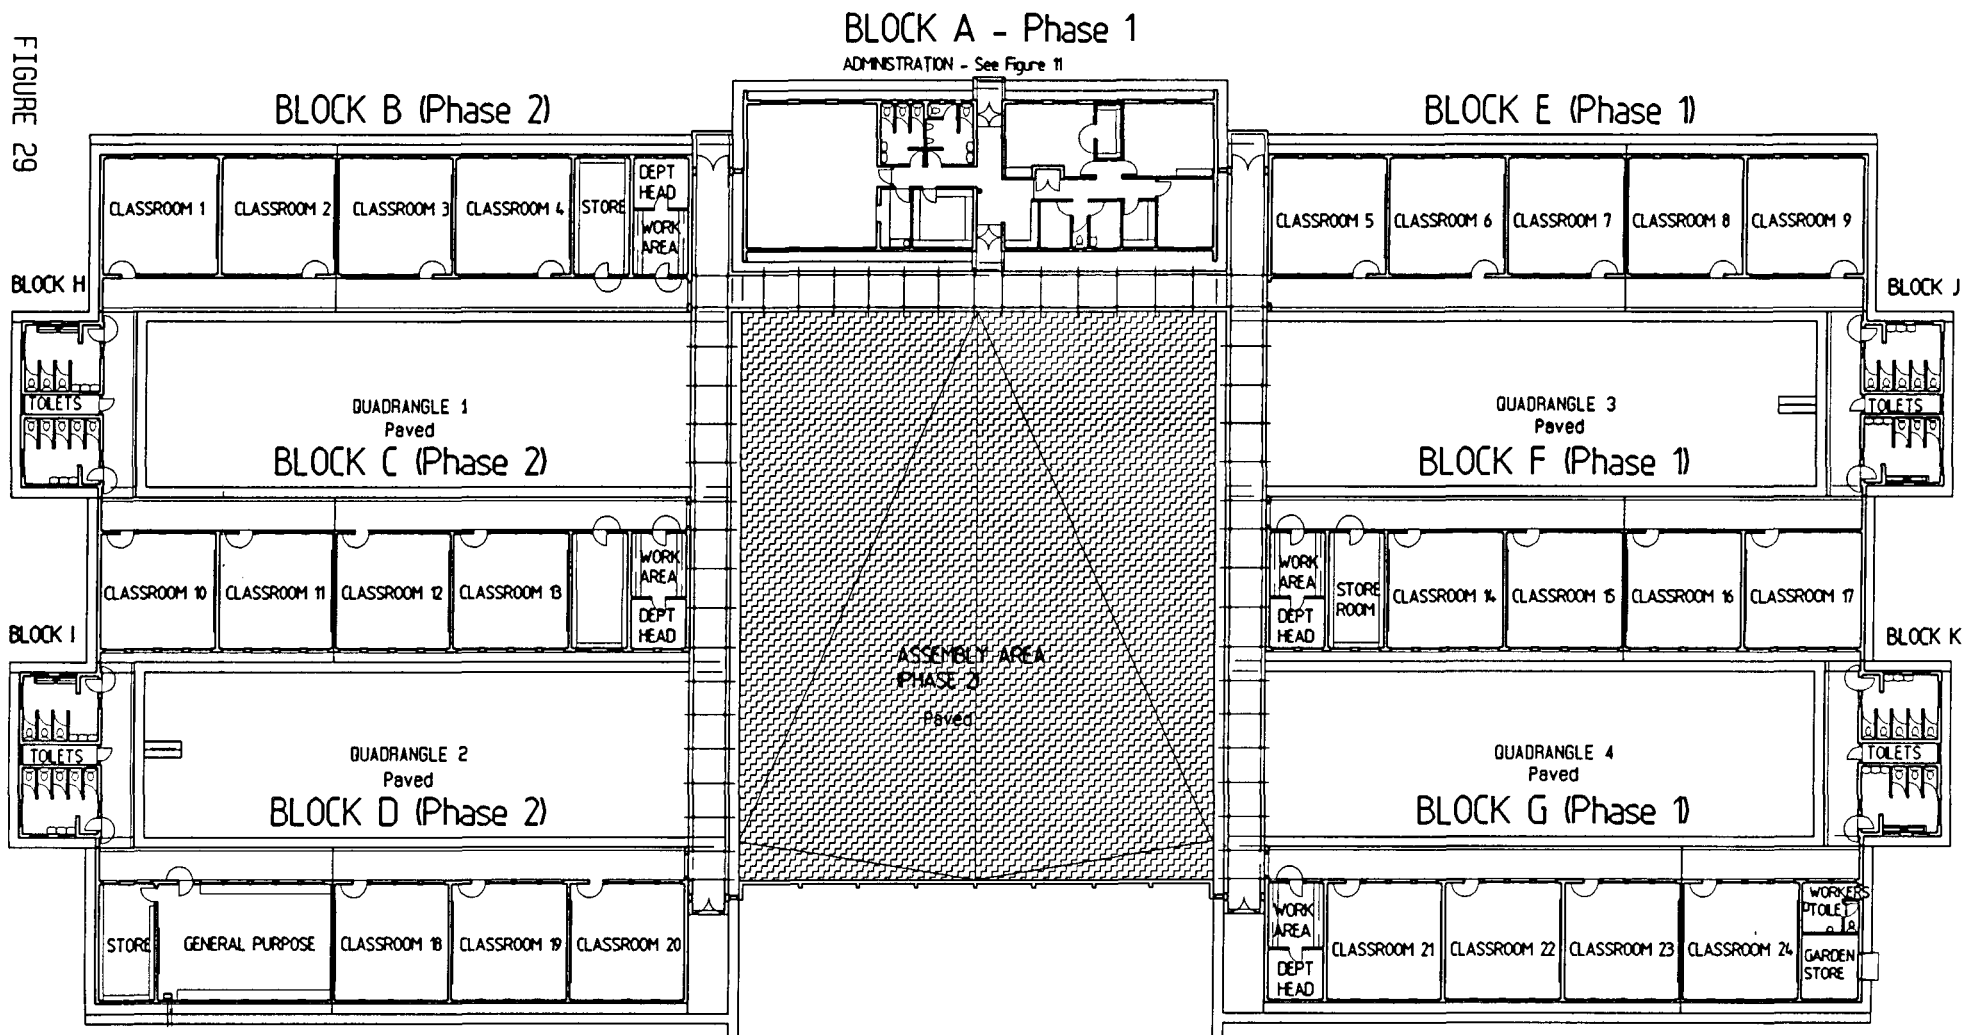 FIGURE 29
BLOCK A - Phase 1
ADMINISTRATION - See Figure 11
BLOCK B (Phase 2)
BLOCK E (Phase 1)
CLASSROOM 1
CLASSROOM 2
CLASSROOM 3
CLASSROOM 4
STORE
DEPT
HEAD
WORK
AREA
CLASSROOM 5
CLASSROOM 6
CLASSROOM 7
CLASSROOM 8
CLASSROOM 9
BLOCK H
BLOCK J
TOILETS
QUADRANGLE 1
Paved
BLOCK C (Phase 2)
QUADRANGLE 3
Paved
BLOCK F (Phase 1)
TOILETS
CLASSROOM 10
CLASSROOM 11
CLASSROOM 12
CLASSROOM 13
WORK
AREA
DEPT
HEAD
WORK
AREA
DEPT
HEAD
STORE
ROOM
CLASSROOM 14
CLASSROOM 15
CLASSROOM 16
CLASSROOM 17
BLOCK I
BLOCK K
ASSEMBLY AREA
(PHASE 2)
Paved
TOILETS
QUADRANGLE 2
Paved
BLOCK D (Phase 2)
QUADRANGLE 4
Paved
BLOCK G (Phase 1)
TOILETS
STORE
GENERAL PURPOSE
CLASSROOM 18
CLASSROOM 19
CLASSROOM 20
WORK
AREA
DEPT
HEAD
CLASSROOM 21
CLASSROOM 22
CLASSROOM 23
CLASSROOM 24
WORKERS
TOILET
GARDEN
STORE